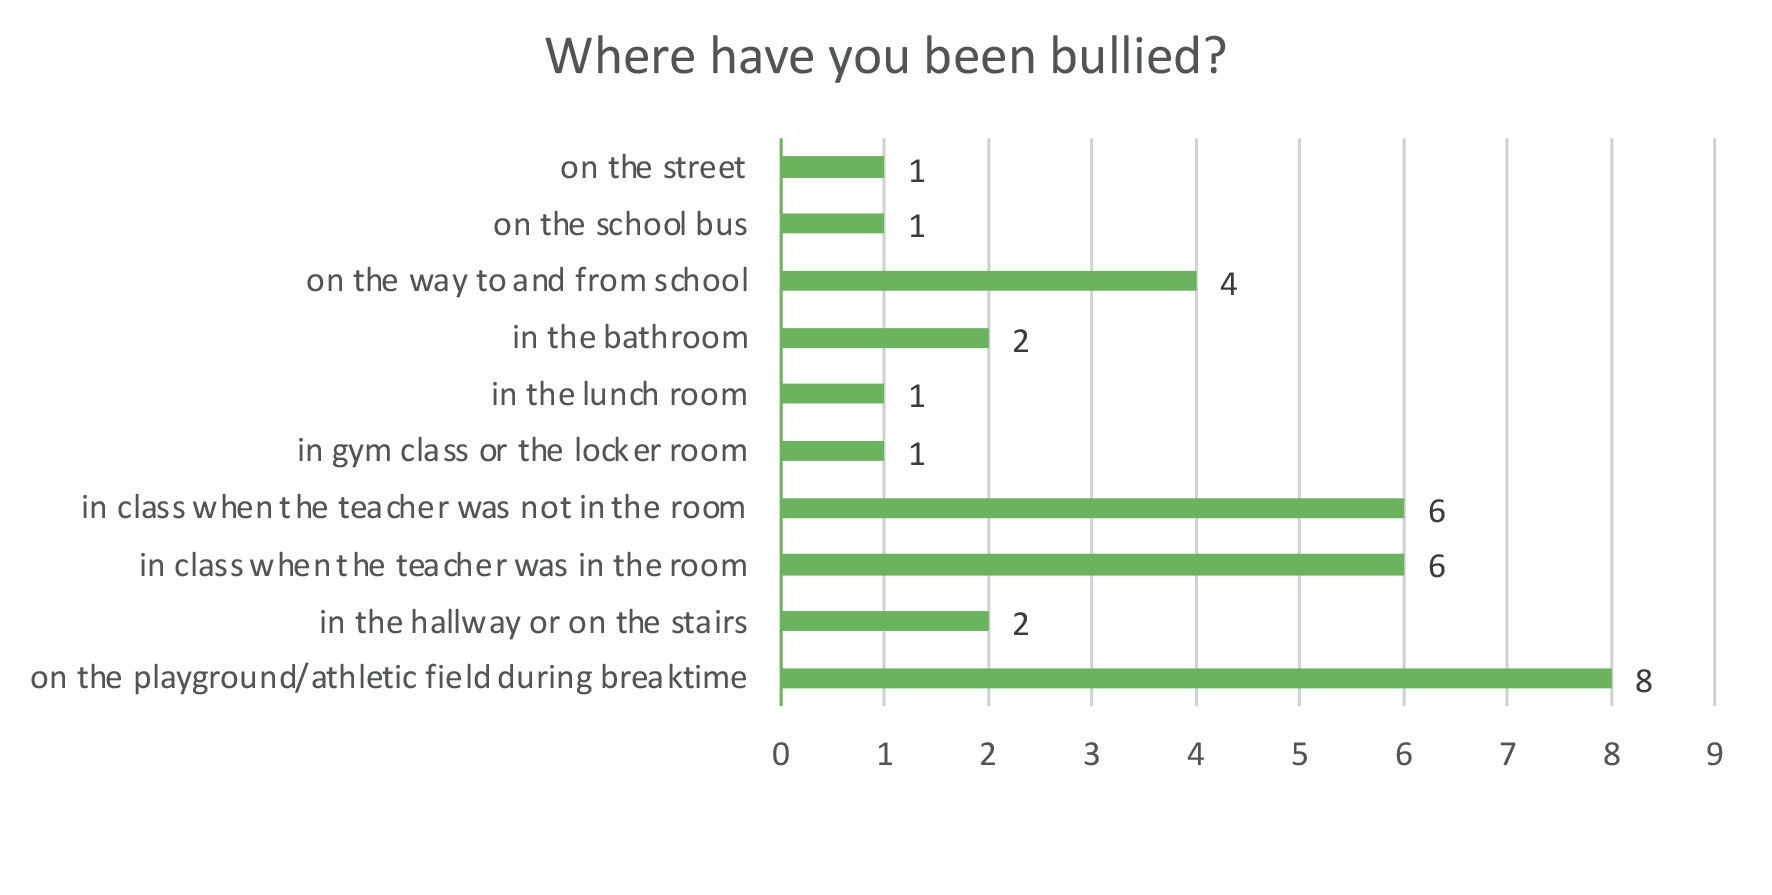 Where have you been bullied?
on the street 1
on the school bus 1
on the way to and from school 4
in the bathroom 2
in the lunch room 1
in gym class or the locker room 1
in class when the teacher was not in the room 6
in class when the teacher was in the room 6
in the hallway or on the stairs 2
on the playground/athletic field during breaktime 8
0 1 2 3 4 5 6 7 8 9